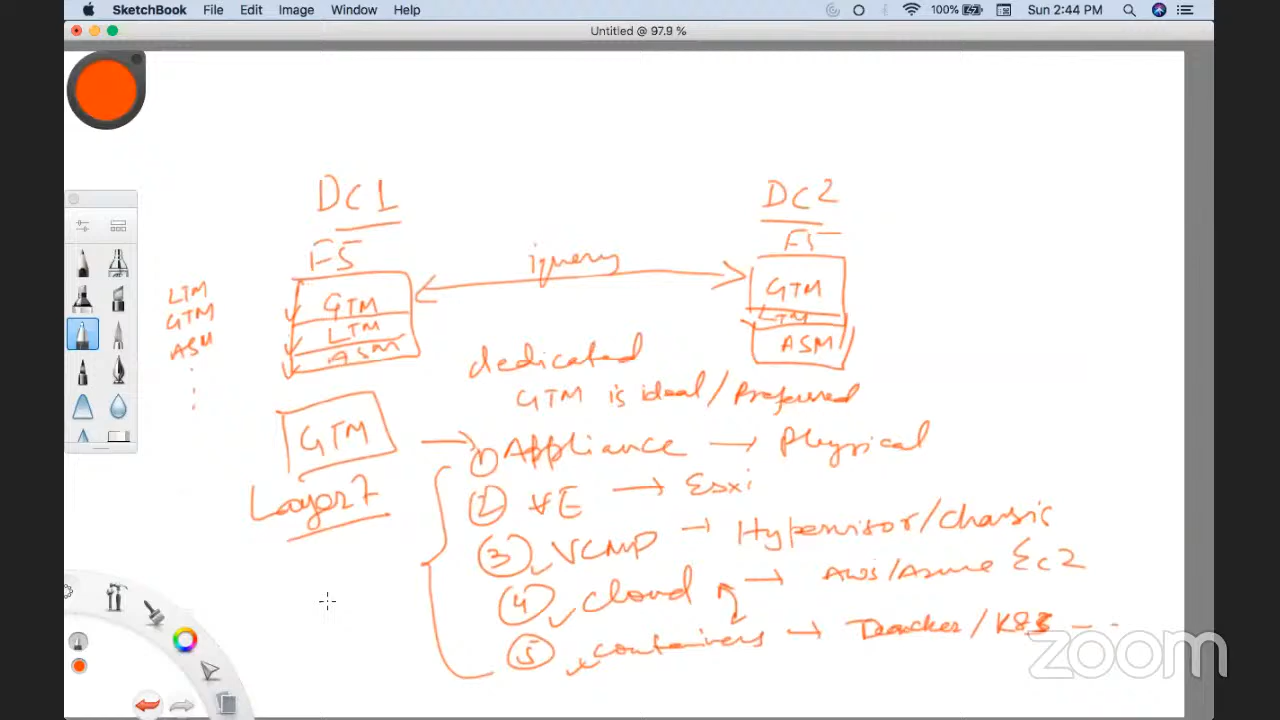 SketchBook File Edit Image Window Help 100% Sun 2:44 PM
Untitled @ 97.9 %
DC1
DC2
F5
F5
iquery
LTM
GTM
ASM
GTM
LTM
ASM
GTM
LTM
ASM
dedicated
GTM is ideal / Preferred
GTM
Layer 7
① Appliance → Physical
② VE → Esxi
③ VCMP → Hypervisor/Chassis
④ cloud → AWS/Azure EC2
⑤ containers → / K8S - - -
zoom